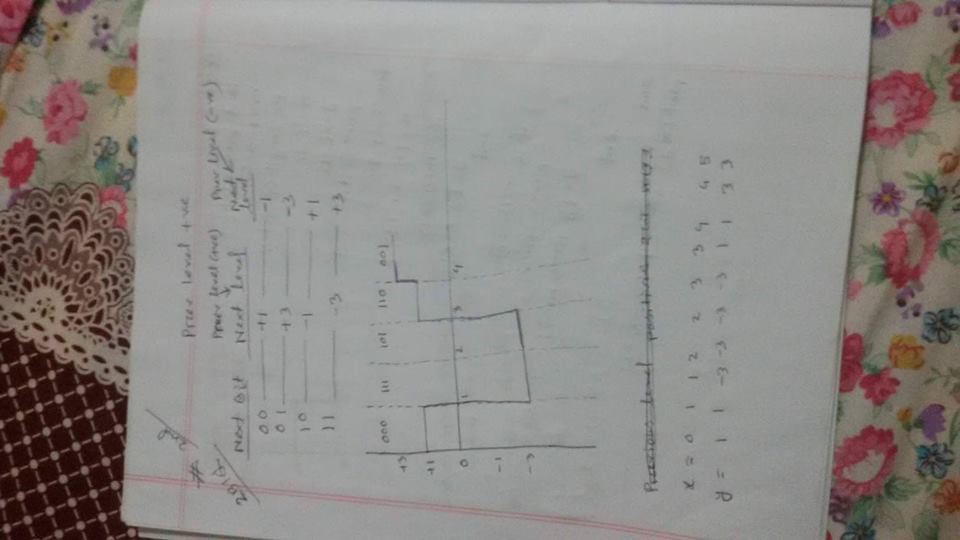 # 2nd
Prev level +ve
2B1Q
Prev level (+ve) Prev level (-ve)
Next Bit Next Level Next Level
00 — +1 — -1
01 — +3 — -3
10 — -1 — +1
11 — -3 — +3
000 111 101 110 001
+3
+1
0 1 2 3 4
-1
-3
Previous level positive
x = 0 1 1 2 2 3 3 4 4 5
y = 1 1 -3 -3 -3 -3 1 1 3 3